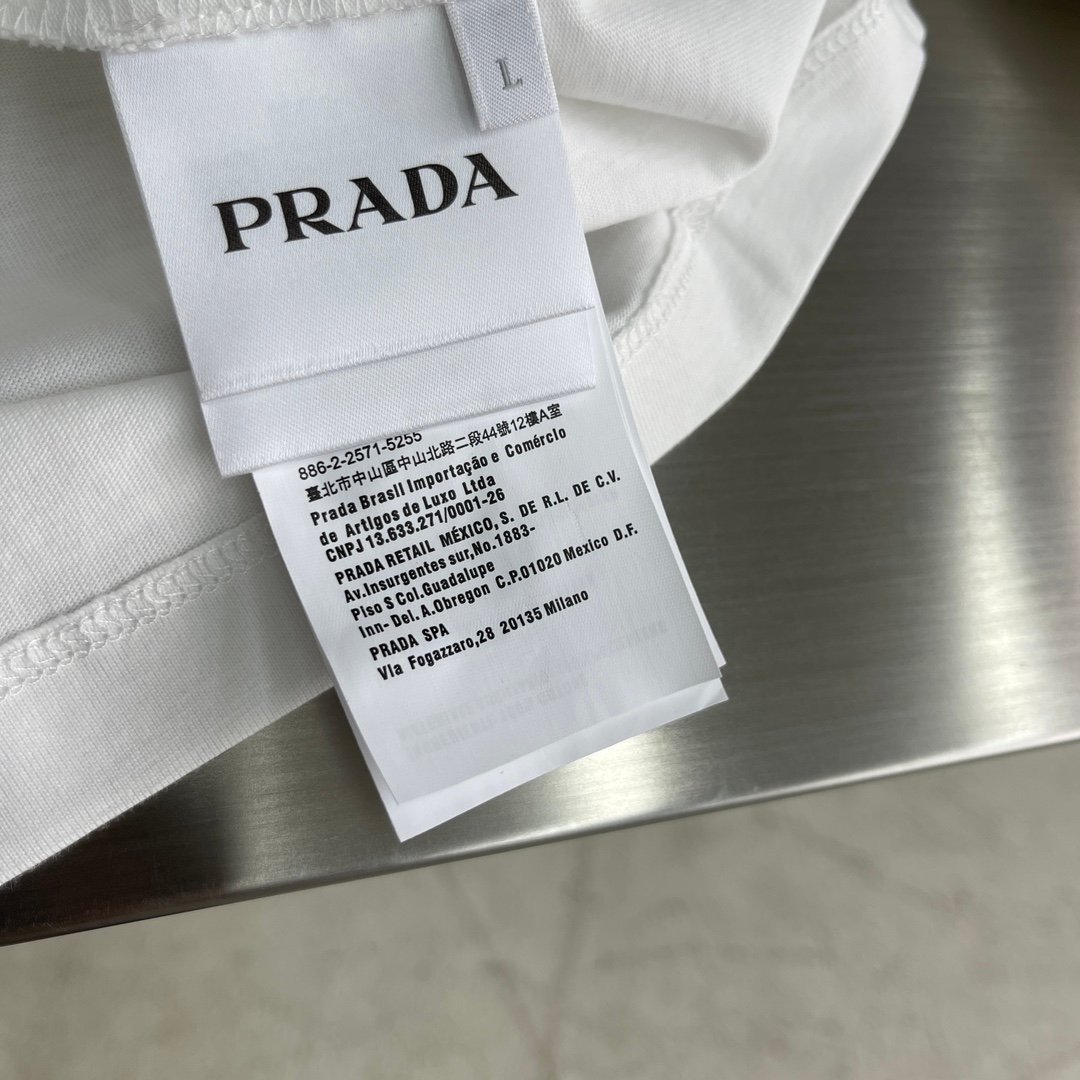 L
PRADA
886-2-2571-5255
臺北市中山區中山北路二段44號12樓A室
Prada Brasil Importação e Comércio
de Artigos de Luxo Ltda
CNPJ 13.633.271/0001-26
PRADA RETAIL MÉXICO, S. DE R.L. DE C.V.
Av.Insurgentes sur,No.1883-
Piso S Col.Guadalupe
Inn- Del. A.Obregon C.P.01020 Mexico D.F.
PRADA SPA
Via Fogazzaro,28 20135 Milano